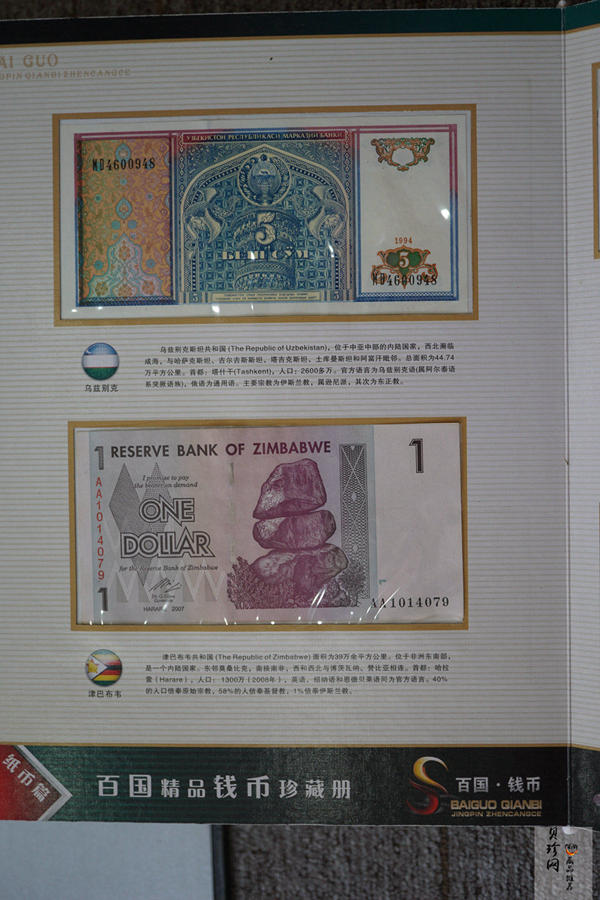 AI GUO
NGPIN QIANBI ZHENCANGCE
ЎЗБЕКИСТОН РЕСПУБЛИКАСИ МАРКАЗИЙ БАНКИ
MD4600948
5
БЕШ СЎМ
1994
5
MD4600948
5
5
乌兹别克
乌兹别克斯坦共和国(The Republic of Uzbekistan)，位于中亚中部的内陆国家，西北濒临
咸海，与哈萨克斯坦、吉尔吉斯斯坦、塔吉克斯坦、土库曼斯坦和阿富汗毗邻。总面积为44.74
万平方公里。首都：塔什干(Tashkent)，人口：2600多万。官方语言为乌兹别克语(属阿尔泰语
系突厥语族)，俄语为通用语。主要宗教为伊斯兰教，属逊尼派，其次为东正教。
1 RESERVE BANK OF ZIMBABWE
1
I promise to pay
the bearer on demand
ONE
DOLLAR
for the Reserve Bank of Zimbabwe
Dr. G. Gono
Governor
HARARE, 2007
AA1014079
1
AA1014079
津巴布韦
津巴布韦共和国(The Republic of Zimbabwe) 面积为39万余平方公里。位于非洲东南部，
是一个内陆国家。东邻莫桑比克，南接南非，西和西北与博茨瓦纳、赞比亚相连。首都：哈拉
雷（Harare），人口：1300万(2008年)，英语、绍纳语和恩德贝莱语同为官方语言。40%
的人口信奉原始宗教，58%的人信奉基督教，1%信奉伊斯兰教。
纸币篇
百国精品钱币珍藏册
百国·钱币
BAIGUO QIANBI
JINGPIN ZHENCANGCE
贝珍网
藏品推荐